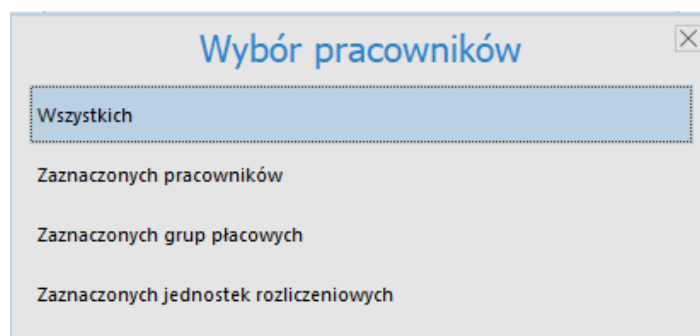 Wybór pracowników
Wszystkich
Zaznaczonych pracowników
Zaznaczonych grup płacowych
Zaznaczonych jednostek rozliczeniowych